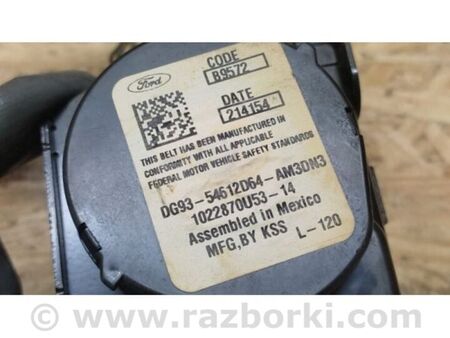 Ford
CODE
B9572
DATE
214154
THIS BELT HAS BEEN MANUFACTURED IN
CONFORMITY WITH ALL APPLICABLE
FEDERAL MOTOR VEHICLE SAFETY STANDARDS
DG93-54612D64-AM3DN3
1022870U53-14
Assembled in Mexico
MFG,BY KSS L-120
www.razborki.com